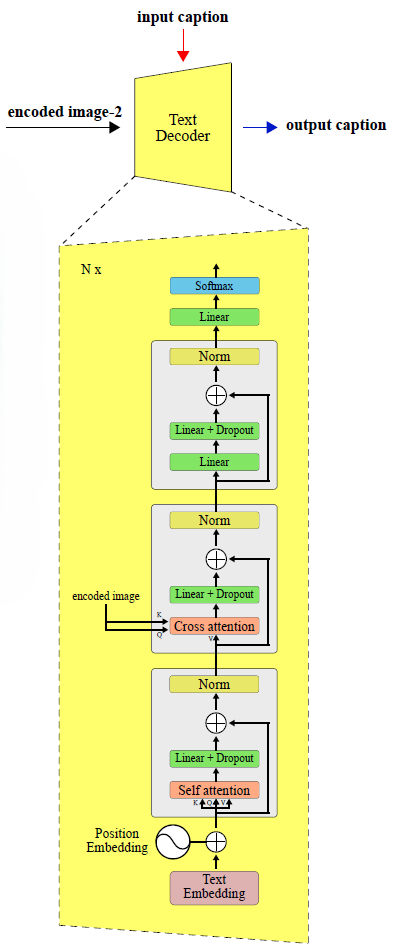 input caption
encoded image-2
Text
Decoder
output caption
N x
Softmax
Linear
Norm
Linear + Dropout
Linear
Norm
Linear + Dropout
encoded image
K
Q
Cross attention
V
Norm
Linear + Dropout
Self attention
K Q V
Position
Embedding
Text
Embedding